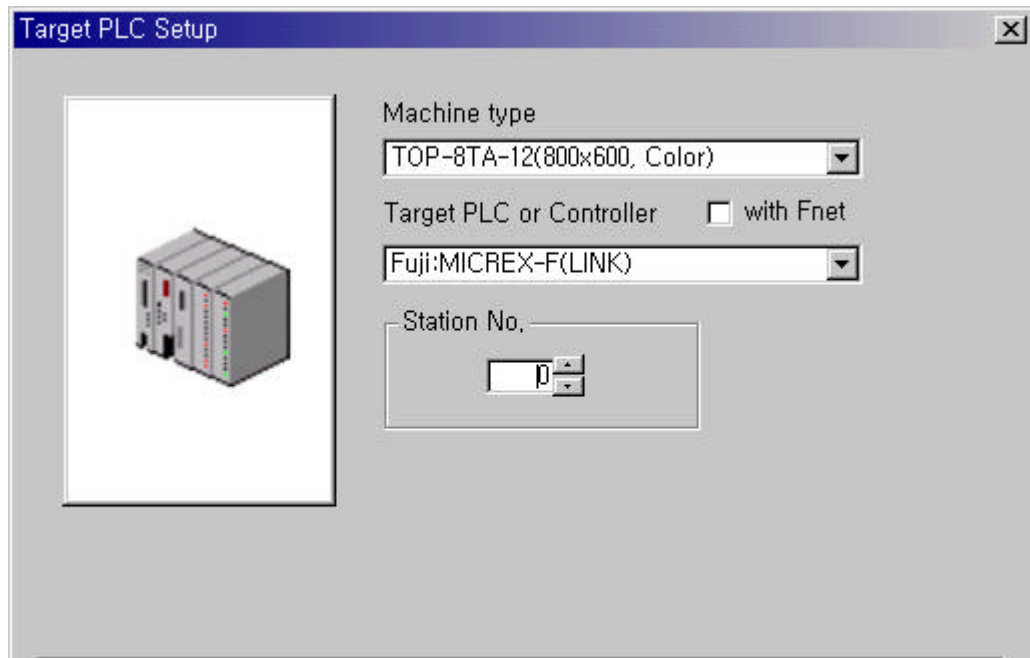 Target PLC Setup
Machine type
TOP-8TA-12(800x600, Color)
Target PLC or Controller
with Fnet
Fuji:MICREX-F(LINK)
Station No.
0